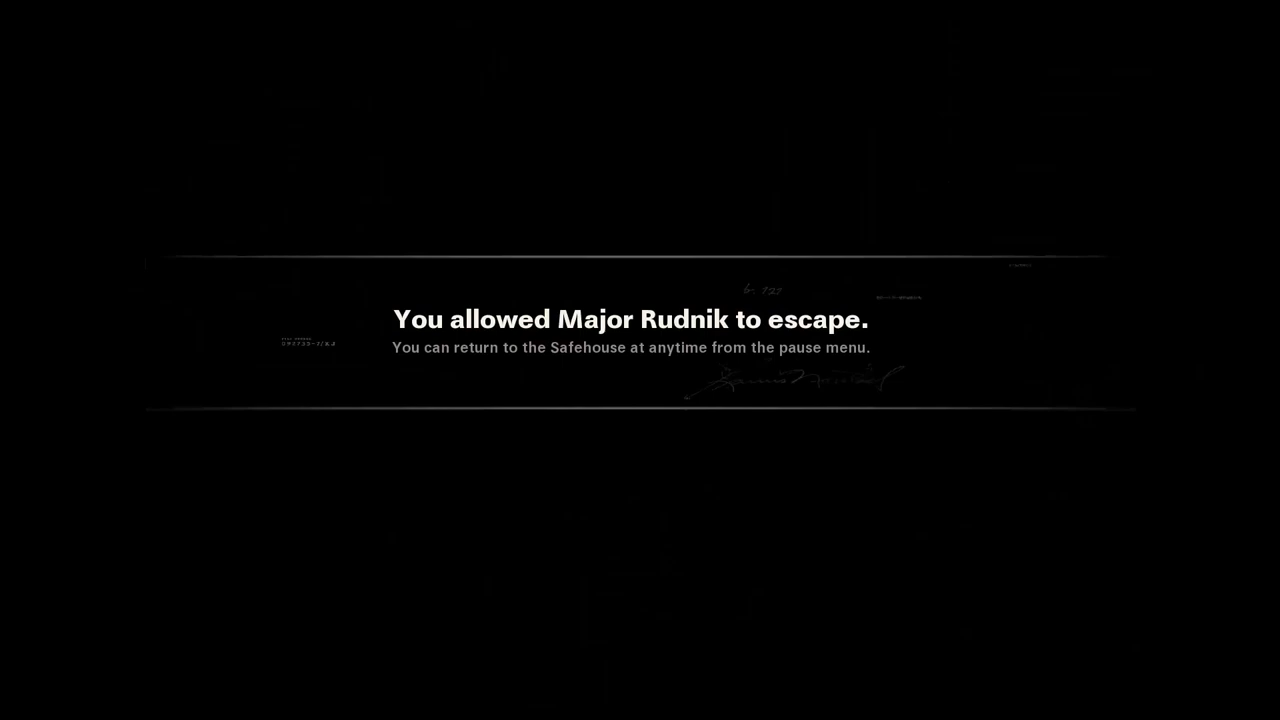 You allowed Major Rudnik to escape.
You can return to the Safehouse at anytime from the pause menu.